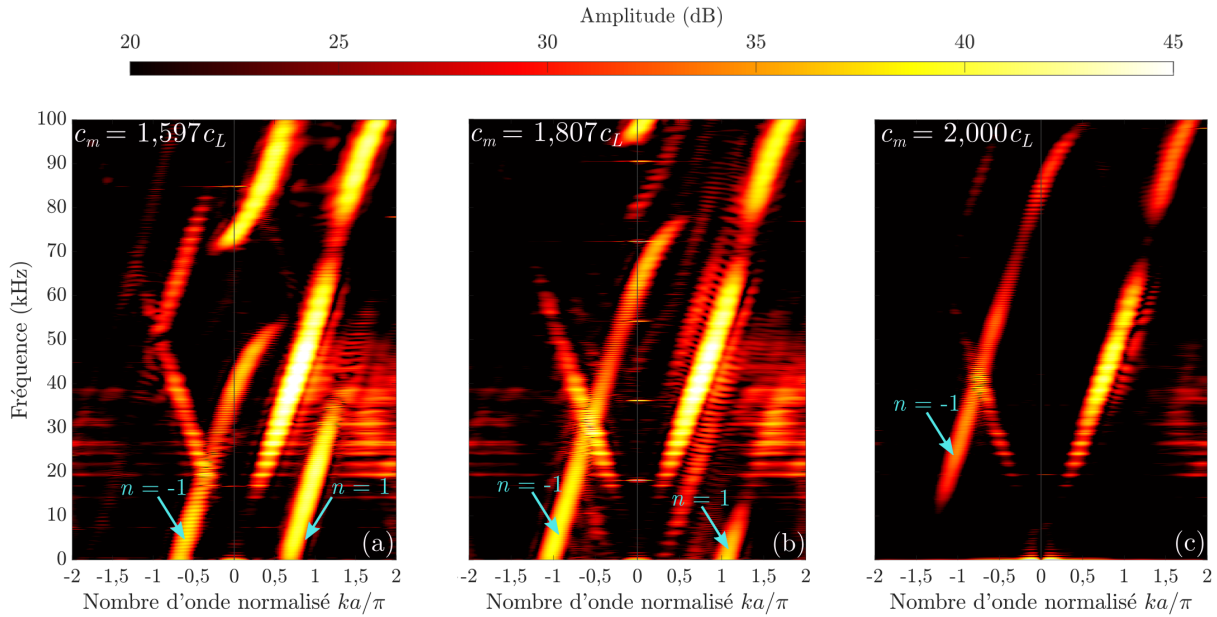 Amplitude (dB)
20 25 30 35 40 45
Fréquence (kHz)
100
90
80
70
60
50
40
30
20
10
0
c_m = 1,597c_L
n = -1
n = 1
(a)
-2 -1,5 -1 -0,5 0 0,5 1 1,5 2
Nombre d'onde normalisé ka/π
c_m = 1,807c_L
n = -1
n = 1
(b)
-2 -1,5 -1 -0,5 0 0,5 1 1,5 2
Nombre d'onde normalisé ka/π
c_m = 2,000c_L
n = -1
(c)
-2 -1,5 -1 -0,5 0 0,5 1 1,5 2
Nombre d'onde normalisé ka/π